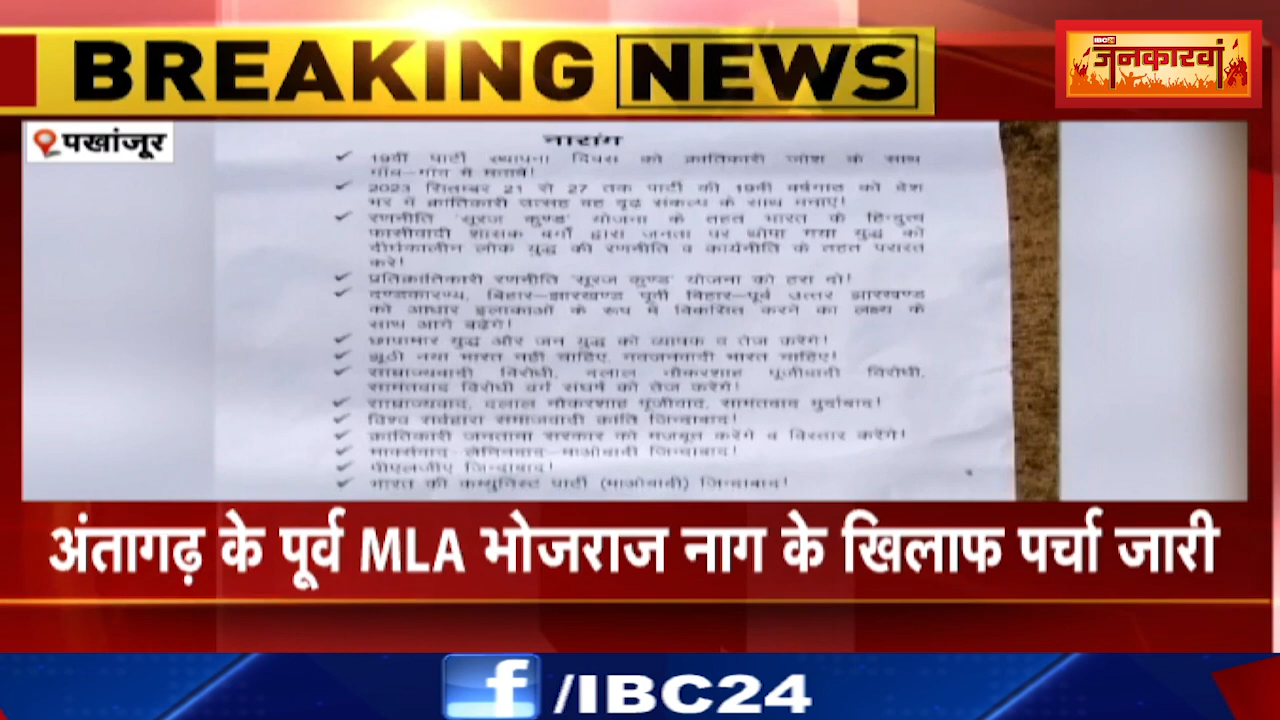 BREAKING NEWS
IBC24
जनकारवां
पखांजूर
नारांग
19वीं पार्टी स्थापना दिवस को क्रांतिकारी जोश के साथ
गाँव-गाँव में मनावें!
2023 सितम्बर 21 से 27 तक पार्टी की 19वी वर्षगांठ को देश
भर में क्रांतिकारी उत्साह वह दृढ़ संकल्प के साथ मनाएं!
रणनीति 'सूरज कुण्ड' योजना के तहत भारत के हिन्दुत्व
फासीवादी शासक वर्गों द्वारा जनता पर थोपा गया युद्ध को
दीर्घकालीन लोक युद्ध की रणनीति व कार्यनीति के तहत परास्त
करे!
प्रतिक्रांतिकारी रणनीति 'सूरज कुण्ड' योजना को हरा दो!
दण्डकारण्य, बिहार-झारखण्ड पूर्वी बिहार-पूर्व उत्तर झारखण्ड
को आधार इलाकाओं के रूप में विकसित करने का लक्ष्य के
साथ आगे बढ़ेंगे!
छापामार युद्ध और जन युद्ध को व्यापक व तेज करेंगे!
झूठी नया भारत नहीं चाहिए, नवजनवादी भारत चाहिए!
साम्राज्यवादी विरोधी, दलाल नौकरशाह पूंजीवादी विरोधी,
सामंतवाद विरोधी वर्ग संघर्ष को तेज करेंगे!
साम्राज्यवाद, दलाल नौकरशाह पूंजीवाद, सामंतवाद मुर्दाबाद!
विश्व सर्वहारा समाजवादी क्रांति जिन्दाबाद!
क्रांतिकारी जनताना सरकार को मजबूत करेंगे व विस्तार करेंगे!
मार्क्सवाद-लेनिनवाद-माओवादी जिन्दाबाद!
पीएलजीए जिन्दाबाद!
भारत की कम्युनिस्ट पार्टी (माओवादी) जिन्दाबाद!
अंतागढ़ के पूर्व MLA भोजराज नाग के खिलाफ पर्चा जारी
f /IBC24